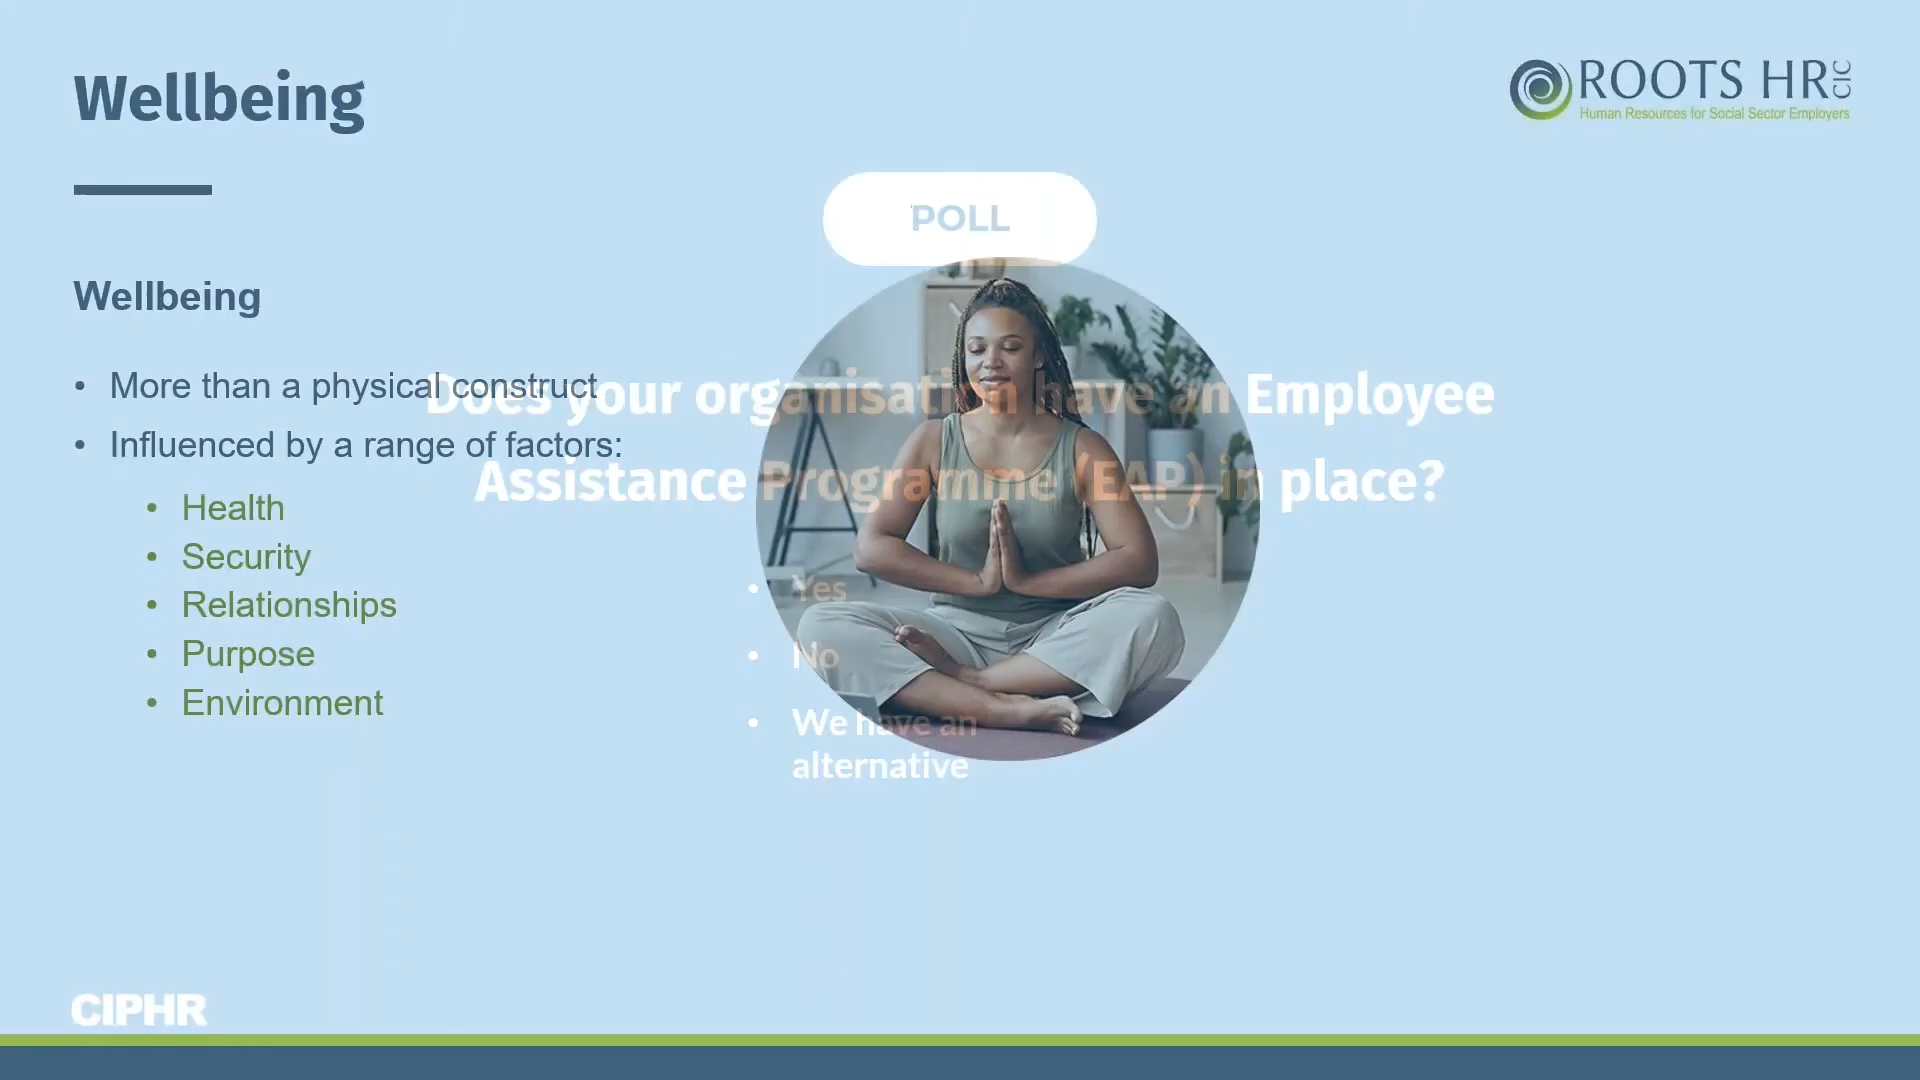 Wellbeing
ROOTS HR CIC
Human Resources for Social Sector Employers
POLL
Wellbeing
• More than a physical construct
• Influenced by a range of factors:
• Health
• Security
• Relationships
• Purpose
• Environment
Does your organisation have an Employee
Assistance Programme (EAP) in place?
• Yes
• No
• We have an
alternative
CIPHR